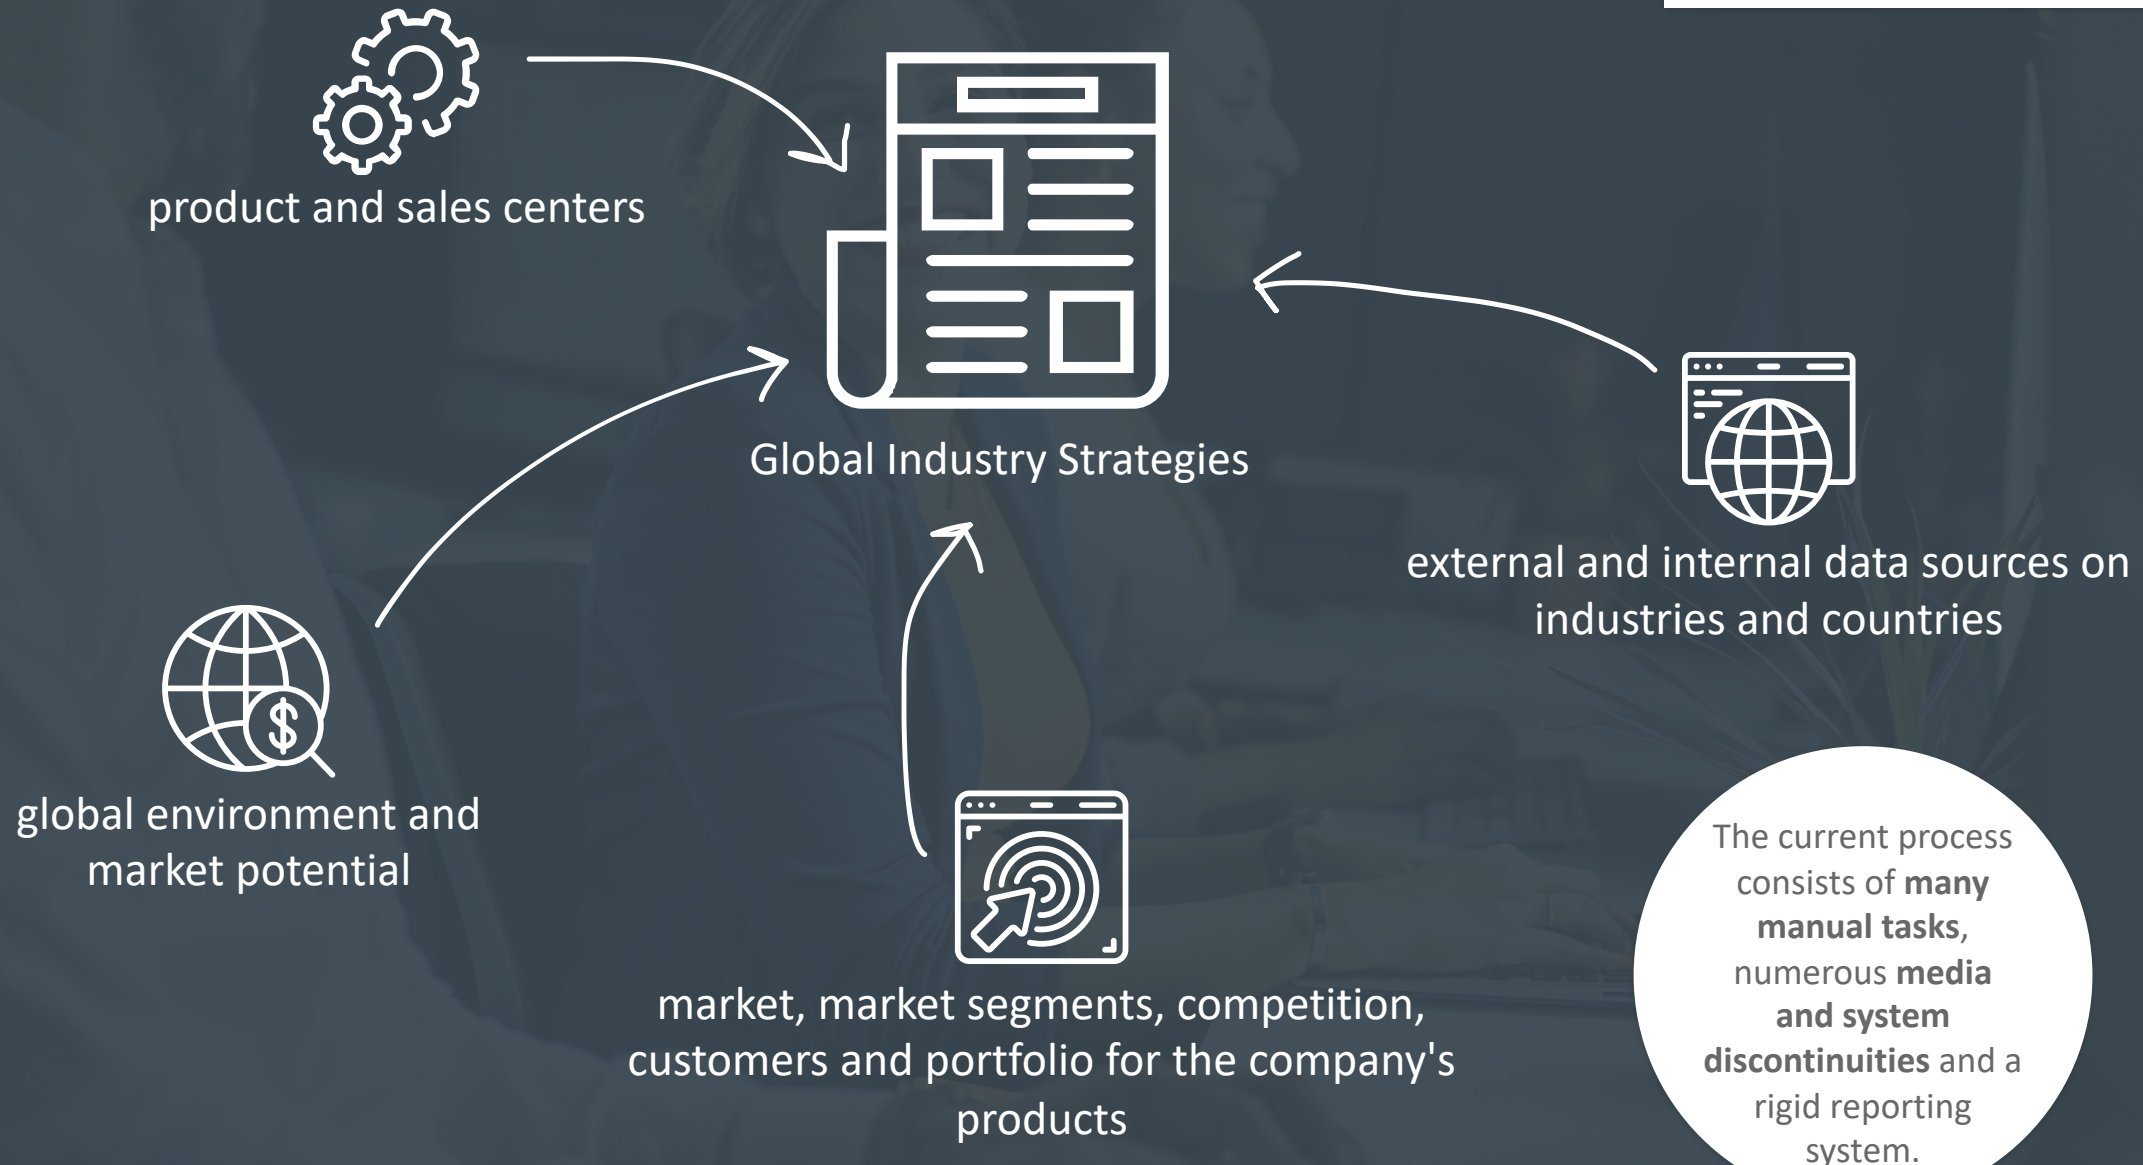 product and sales centers
Global Industry Strategies
external and internal data sources on
industries and countries
global environment and
market potential
market, market segments, competition,
customers and portfolio for the company's
products
The current process
consists of many
manual tasks,
numerous media
and system
discontinuities and a
rigid reporting
system.